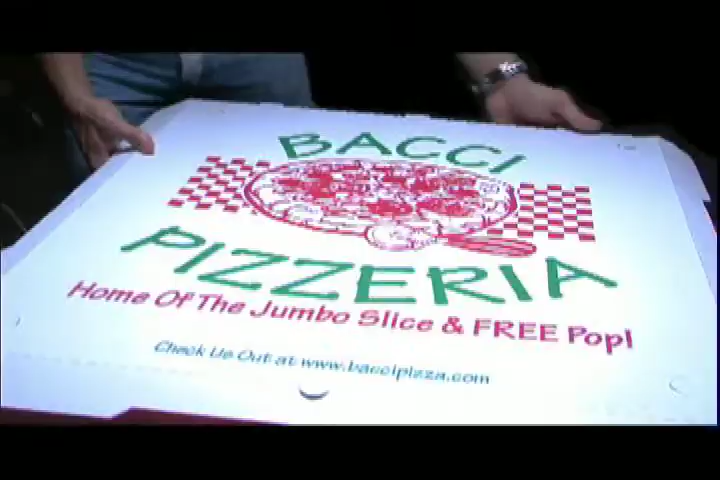 BACCI
PIZZERIA
Home Of The Jumbo Slice & FREE Pop!
Check Us Out at: www.baccipizza.com